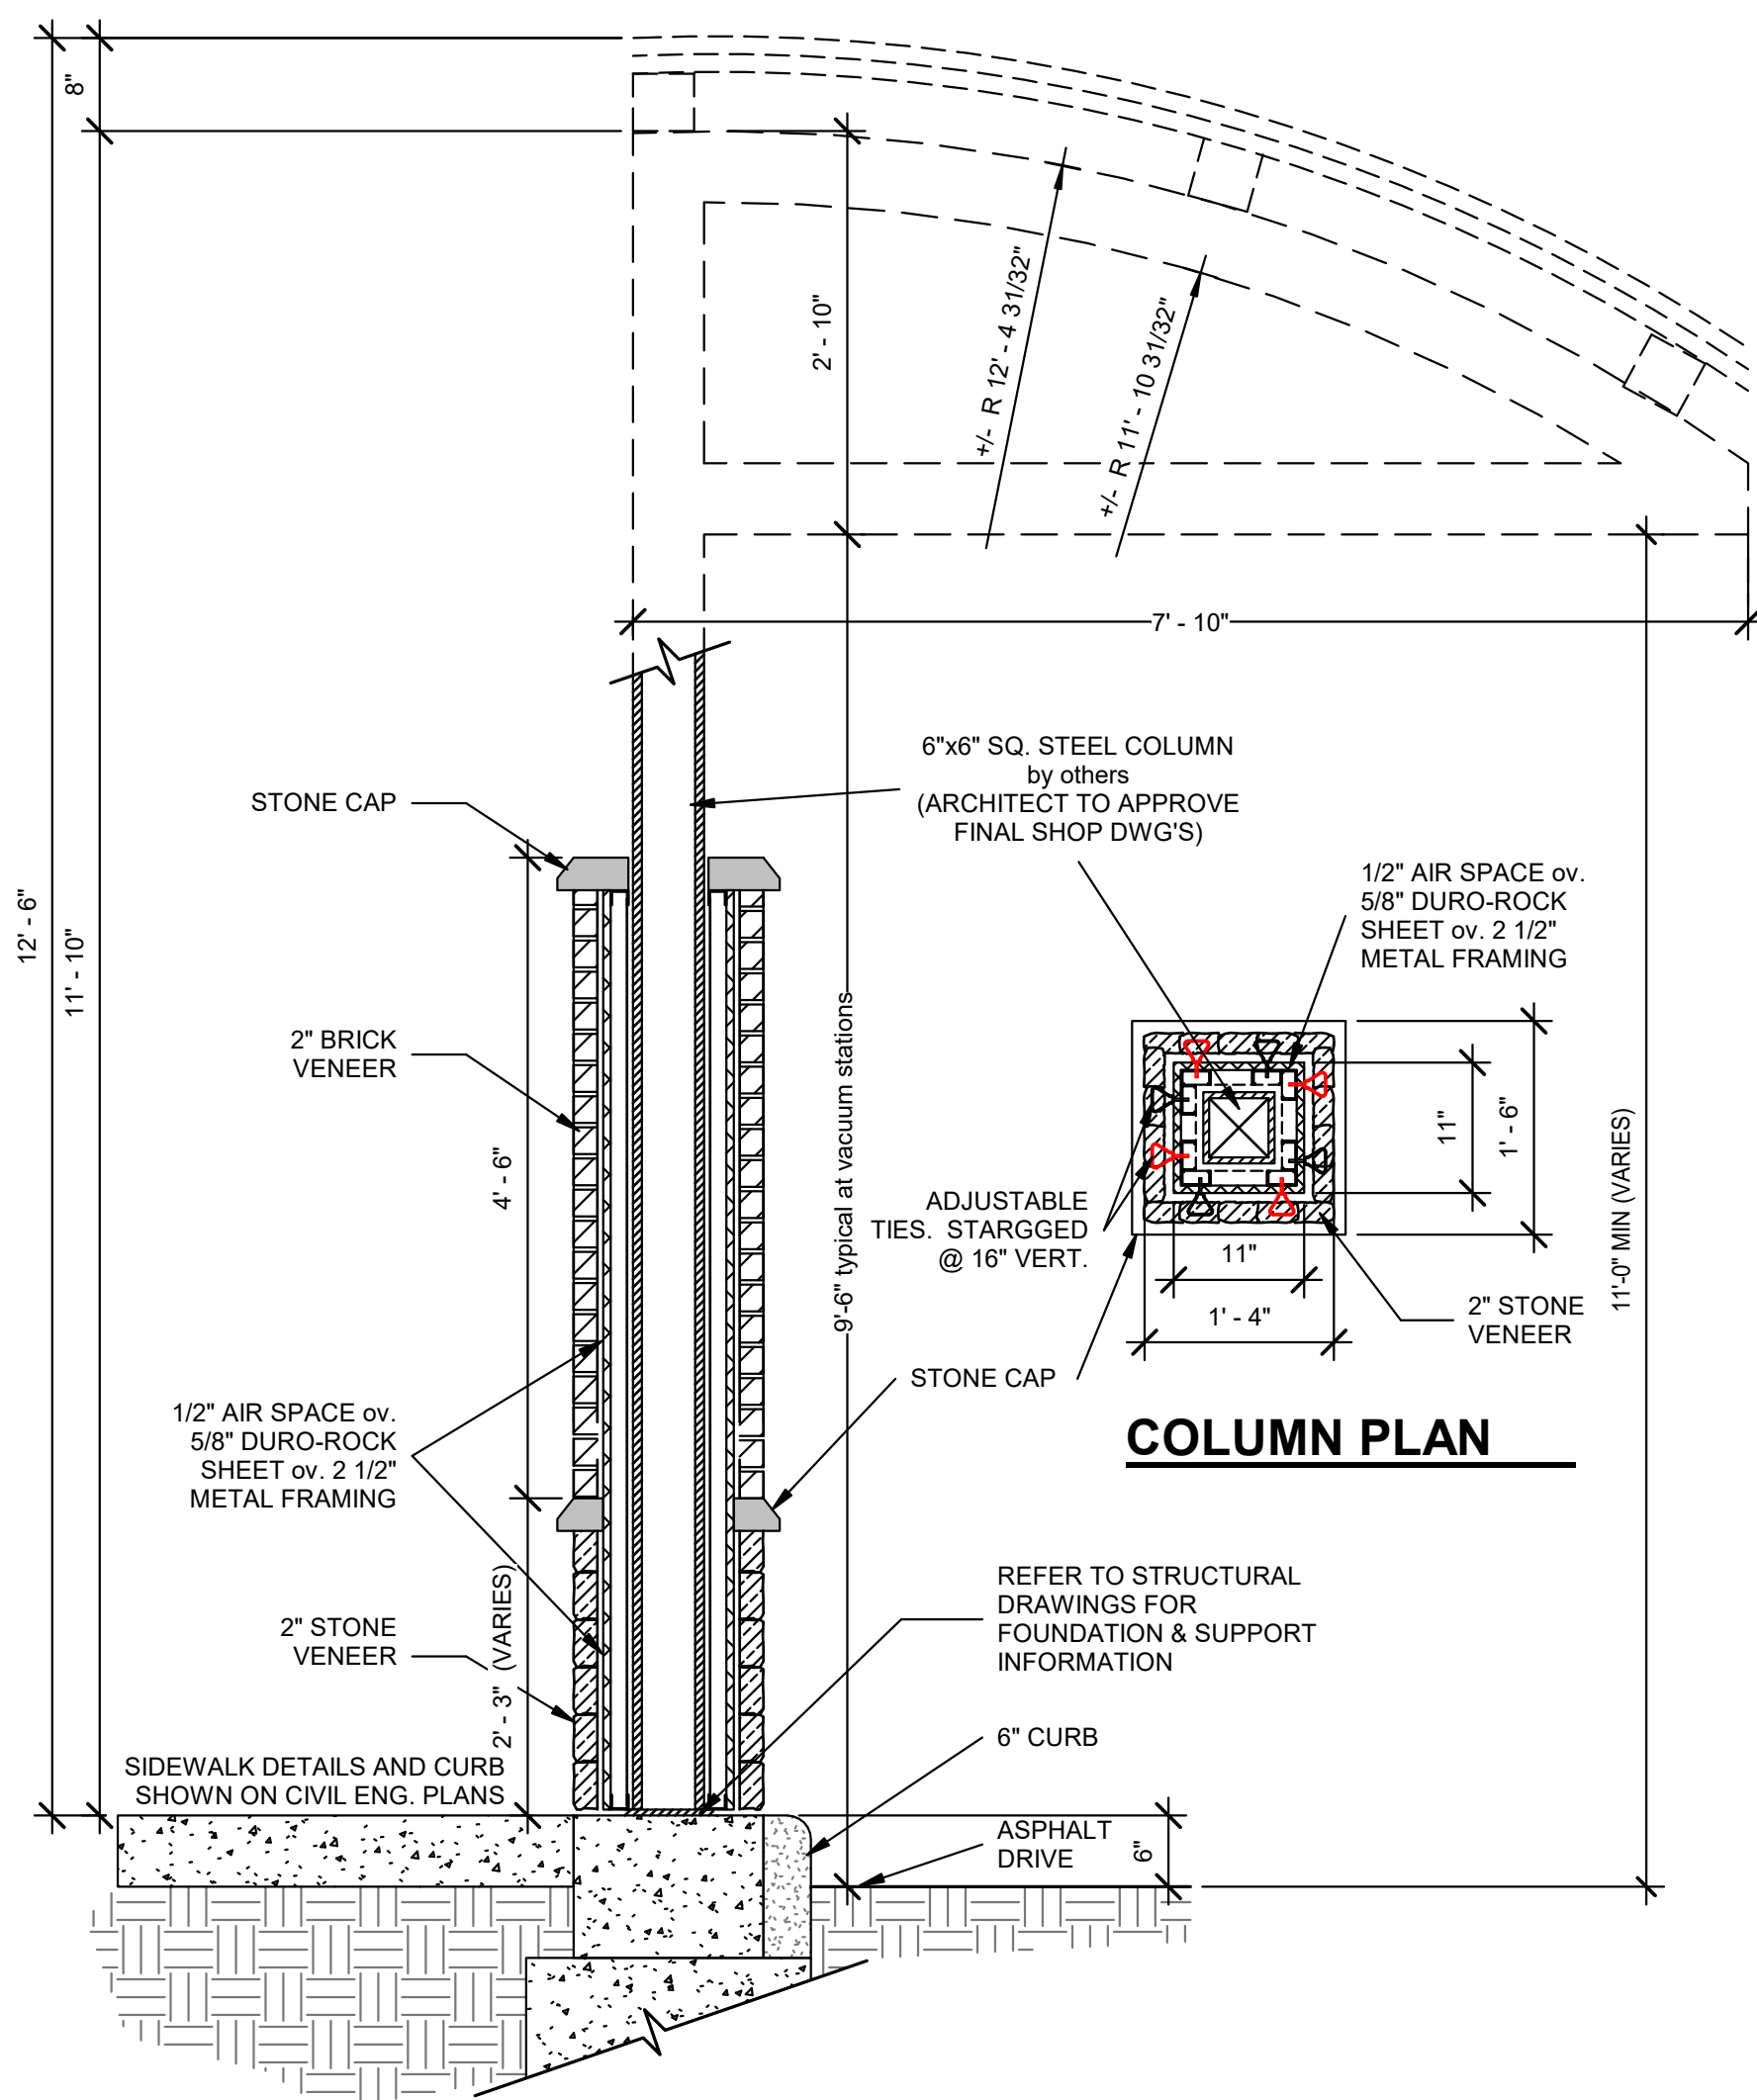 8"
12' - 6"
11' - 10"
2' - 10"
+/- R 12' - 4 31/32"
+/- R 11' - 10 31/32"
7' - 10"
6"x6" SQ. STEEL COLUMN
by others
(ARCHITECT TO APPROVE
FINAL SHOP DWG'S)
STONE CAP
1/2" AIR SPACE ov.
5/8" DURO-ROCK
SHEET ov. 2 1/2"
METAL FRAMING
2" BRICK
VENEER
4' - 6"
9'-6" typical at vacuum stations
11"
1' - 6"
11'-0" MIN (VARIES)
ADJUSTABLE
TIES. STARGGED
@ 16" VERT.
11"
1' - 4"
2" STONE
VENEER
STONE CAP
COLUMN PLAN
1/2" AIR SPACE ov.
5/8" DURO-ROCK
SHEET ov. 2 1/2"
METAL FRAMING
2" STONE
VENEER
2' - 3" (VARIES)
REFER TO STRUCTURAL
DRAWINGS FOR
FOUNDATION & SUPPORT
INFORMATION
6" CURB
SIDEWALK DETAILS AND CURB
SHOWN ON CIVIL ENG. PLANS
ASPHALT
DRIVE
6"